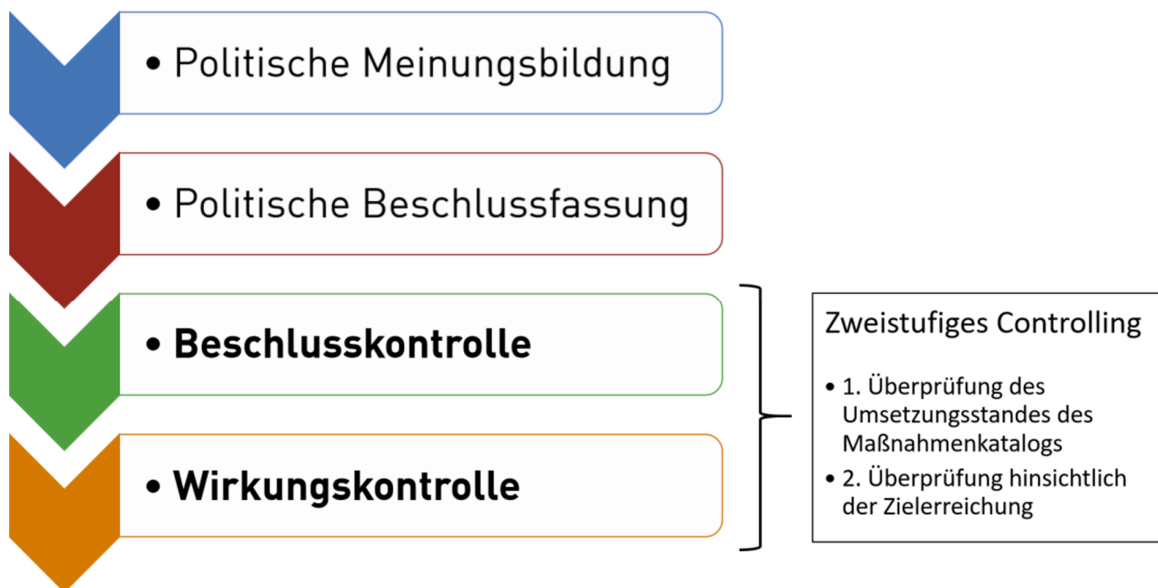 • Politische Meinungsbildung
• Politische Beschlussfassung
• Beschlusskontrolle
• Wirkungskontrolle
Zweistufiges Controlling
• 1. Überprüfung des
Umsetzungsstandes des
Maßnahmenkatalogs
• 2. Überprüfung hinsichtlich
der Zielerreichung